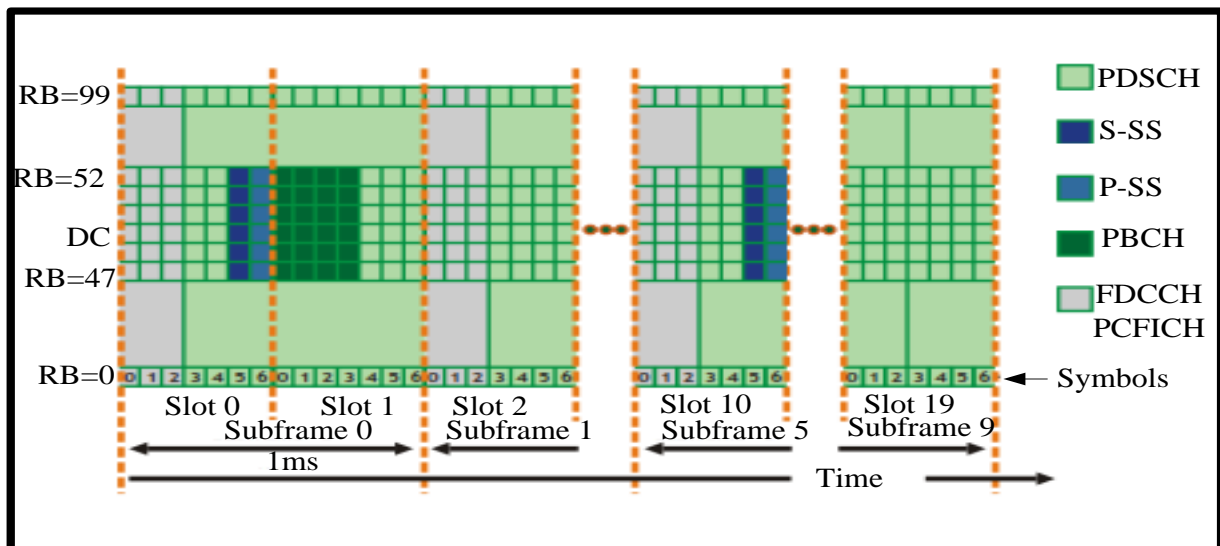 RB=99
RB=52
DC
RB=47
RB=0
0 1 2 3 4 5 6 0 1 2 3 4 5 6 0 1 2 3 4 5 6 0 1 2 3 4 5 6 0 1 2 3 4 5 6
Symbols
Slot 0 Slot 1 Slot 2 Slot 10 Slot 19
Subframe 0 Subframe 1 Subframe 5 Subframe 9
1ms
Time
PDSCH
S-SS
P-SS
PBCH
FDCCH
PCFICH